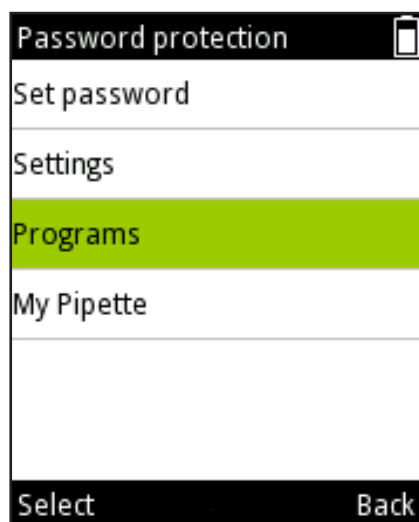 Password protection
Set password
Settings
Programs
My Pipette
Select Back